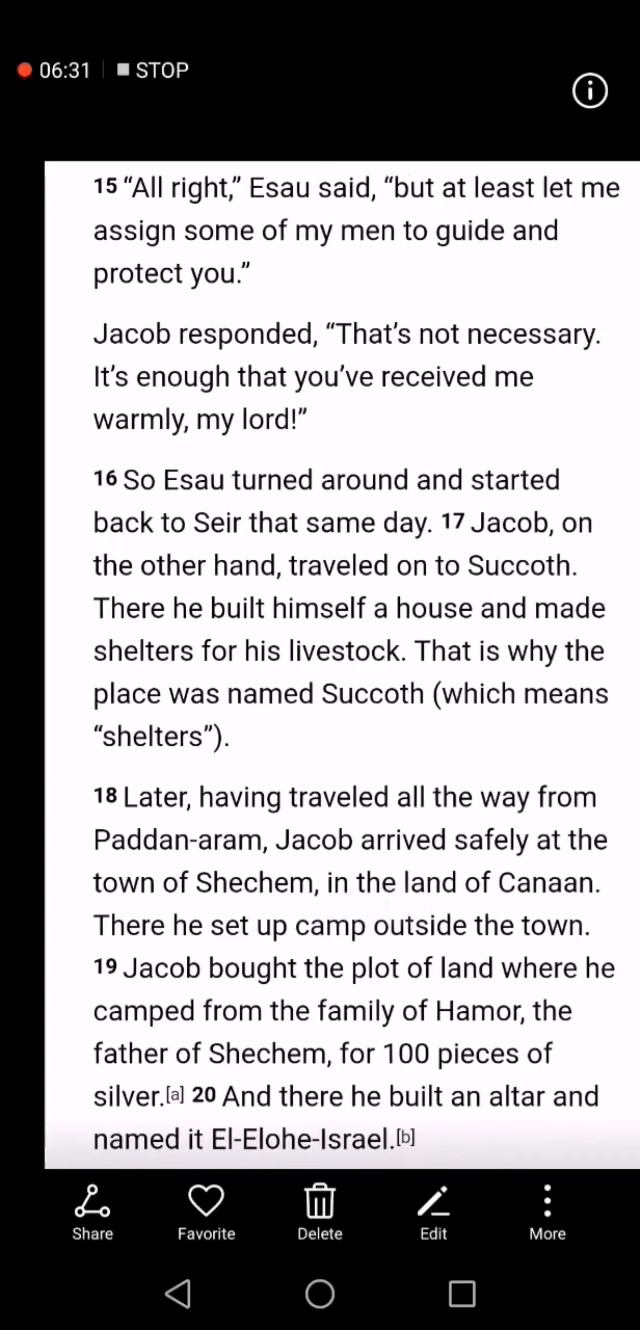 06:31 STOP
15 “All right,” Esau said, “but at least let me
assign some of my men to guide and
protect you.”
Jacob responded, “That’s not necessary.
It’s enough that you’ve received me
warmly, my lord!”
16 So Esau turned around and started
back to Seir that same day. 17 Jacob, on
the other hand, traveled on to Succoth.
There he built himself a house and made
shelters for his livestock. That is why the
place was named Succoth (which means
“shelters”).
18 Later, having traveled all the way from
Paddan-aram, Jacob arrived safely at the
town of Shechem, in the land of Canaan.
There he set up camp outside the town.
19 Jacob bought the plot of land where he
camped from the family of Hamor, the
father of Shechem, for 100 pieces of
silver.[a] 20 And there he built an altar and
named it El-Elohe-Israel.[b]
Share Favorite Delete Edit More